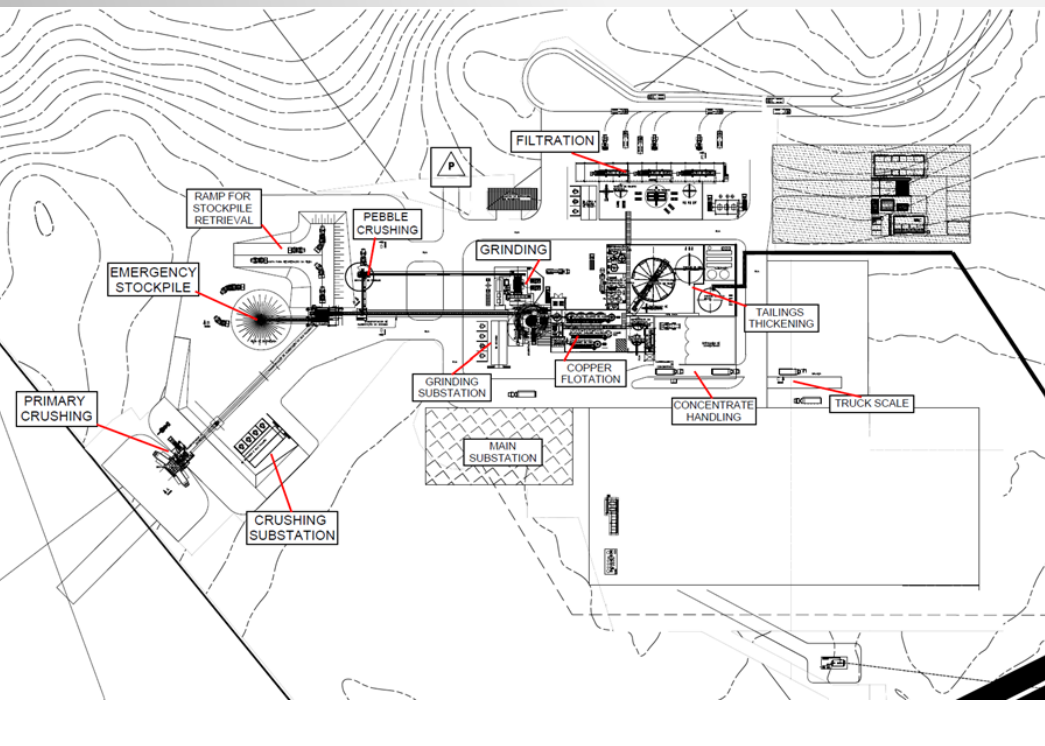 FILTRATION
P
RAMP FOR
STOCKPILE
RETRIEVAL
PEBBLE
CRUSHING
GRINDING
EMERGENCY
STOCKPILE
TAILINGS
THICKENING
GRINDING
SUBSTATION
COPPER
FLOTATION
PRIMARY
CRUSHING
CONCENTRATE
HANDLING
TRUCK SCALE
MAIN
SUBSTATION
CRUSHING
SUBSTATION